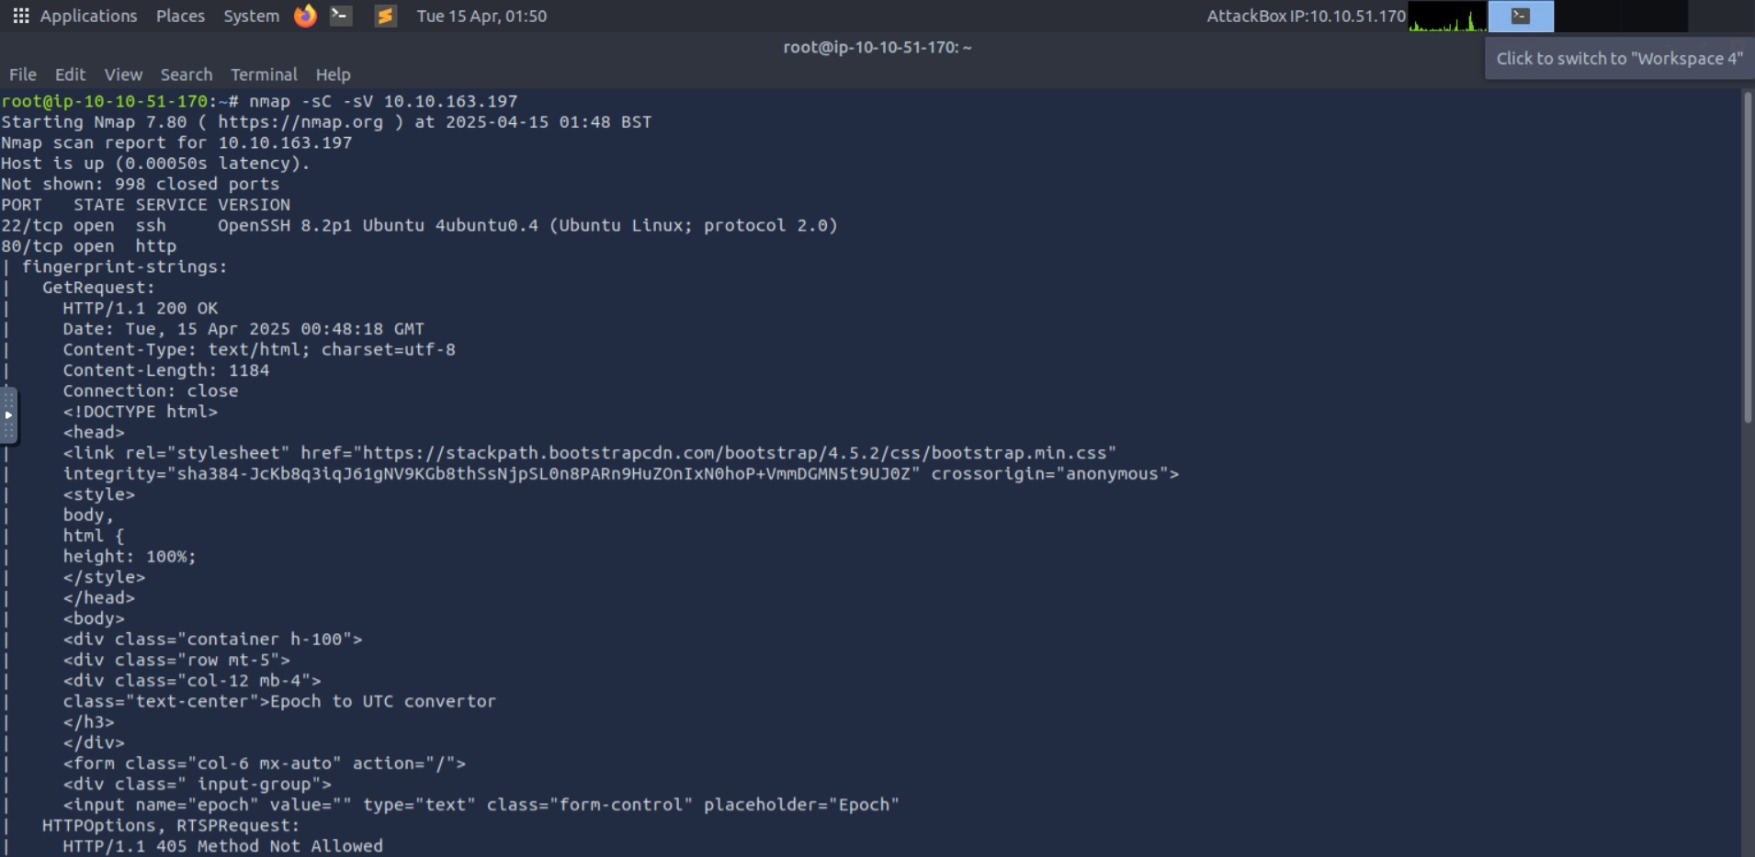 Applications Places System Tue 15 Apr, 01:50 AttackBox IP:10.10.51.170
root@ip-10-10-51-170: ~
Click to switch to "Workspace 4"
File Edit View Search Terminal Help
root@ip-10-10-51-170:~# nmap -sC -sV 10.10.163.197
Starting Nmap 7.80 ( https://nmap.org ) at 2025-04-15 01:48 BST
Nmap scan report for 10.10.163.197
Host is up (0.00050s latency).
Not shown: 998 closed ports
PORT   STATE SERVICE VERSION
22/tcp open  ssh     OpenSSH 8.2p1 Ubuntu 4ubuntu0.4 (Ubuntu Linux; protocol 2.0)
80/tcp open  http
| fingerprint-strings:
|   GetRequest:
|     HTTP/1.1 200 OK
|     Date: Tue, 15 Apr 2025 00:48:18 GMT
|     Content-Type: text/html; charset=utf-8
|     Content-Length: 1184
|     Connection: close
|     <!DOCTYPE html>
|     <head>
|     <link rel="stylesheet" href="https://stackpath.bootstrapcdn.com/bootstrap/4.5.2/css/bootstrap.min.css"
|     integrity="sha384-JcKb8q3iqJ61gNV9KGb8thSsNjpSL0n8PARn9HuZOnIxN0hoP+VmmDGMN5t9UJ0Z" crossorigin="anonymous">
|     <style>
|     body,
|     html {
|     height: 100%;
|     </style>
|     </head>
|     <body>
|     <div class="container h-100">
|     <div class="row mt-5">
|     <div class="col-12 mb-4">
|     class="text-center">Epoch to UTC convertor
|     </h3>
|     </div>
|     <form class="col-6 mx-auto" action="/">
|     <div class=" input-group">
|     <input name="epoch" value="" type="text" class="form-control" placeholder="Epoch"
|   HTTPOptions, RTSPRequest:
|     HTTP/1.1 405 Method Not Allowed